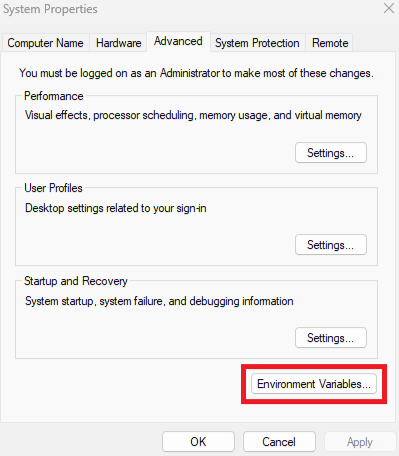 System Properties
Computer Name Hardware Advanced System Protection Remote
You must be logged on as an Administrator to make most of these changes.
Performance
Visual effects, processor scheduling, memory usage, and virtual memory
Settings...
User Profiles
Desktop settings related to your sign-in
Settings...
Startup and Recovery
System startup, system failure, and debugging information
Settings...
Environment Variables...
OK Cancel Apply